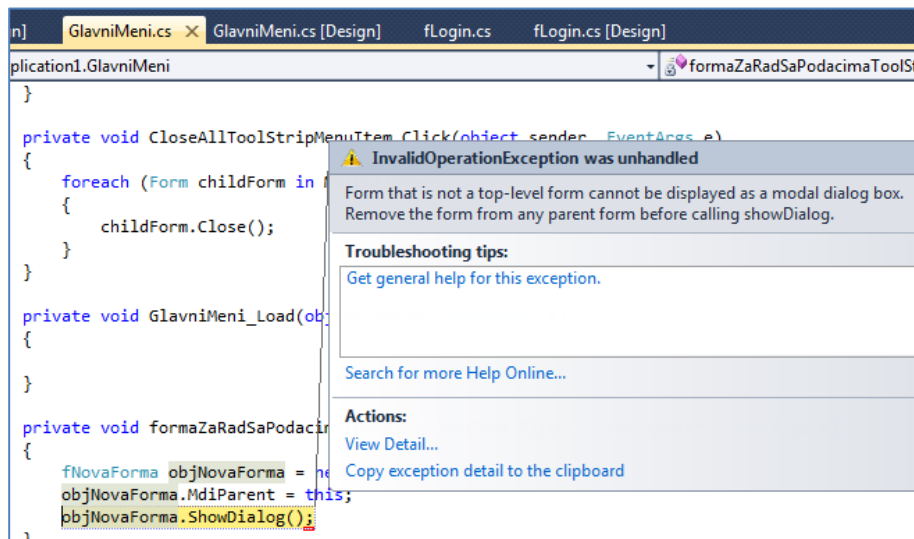 n] GlavniMeni.cs GlavniMeni.cs [Design] fLogin.cs fLogin.cs [Design]
plication1.GlavniMeni formaZaRadSaPodacimaToolSt
}
private void CloseAllToolStripMenuItem_Click(object sender, EventArgs e)
{
foreach (Form childForm in M
{
childForm.Close();
}
}
private void GlavniMeni_Load(obj
{
}
private void formaZaRadSaPodacim
{
fNovaForma objNovaForma = ne
objNovaForma.MdiParent = this;
objNovaForma.ShowDialog();
}
InvalidOperationException was unhandled
Form that is not a top-level form cannot be displayed as a modal dialog box.
Remove the form from any parent form before calling showDialog.
Troubleshooting tips:
Get general help for this exception.
Search for more Help Online...
Actions:
View Detail...
Copy exception detail to the clipboard